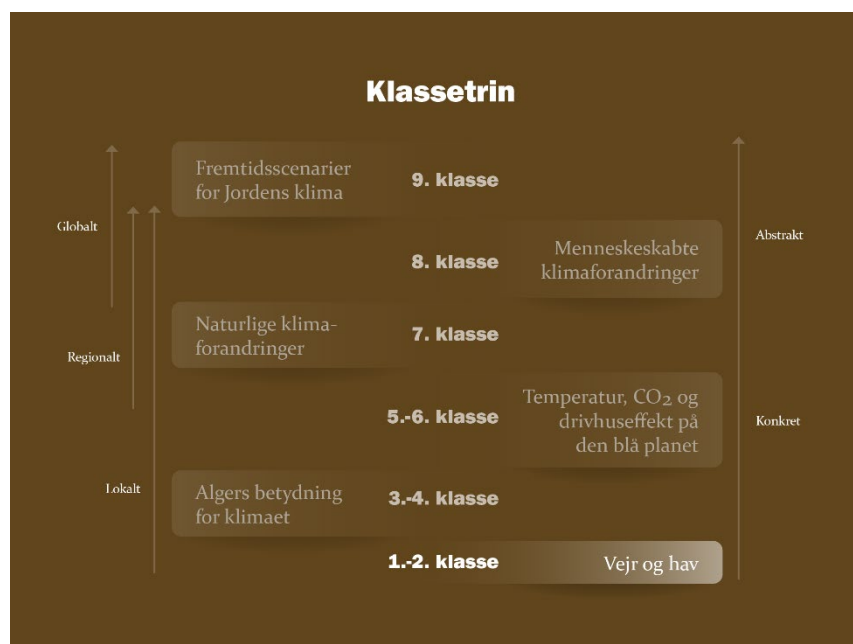 Klassetrin
Fremtidsscenarier
for Jordens klima
9. klasse
Globalt
Abstrakt
8. klasse
Menneskeskabte
klimaforandringer
Naturlige klima-
forandringer
7. klasse
Regionalt
5.-6. klasse
Temperatur, CO2 og
drivhuseffekt på
den blå planet
Konkret
Lokalt
Algers betydning
for klimaet
3.-4. klasse
1.-2. klasse
Vejr og hav